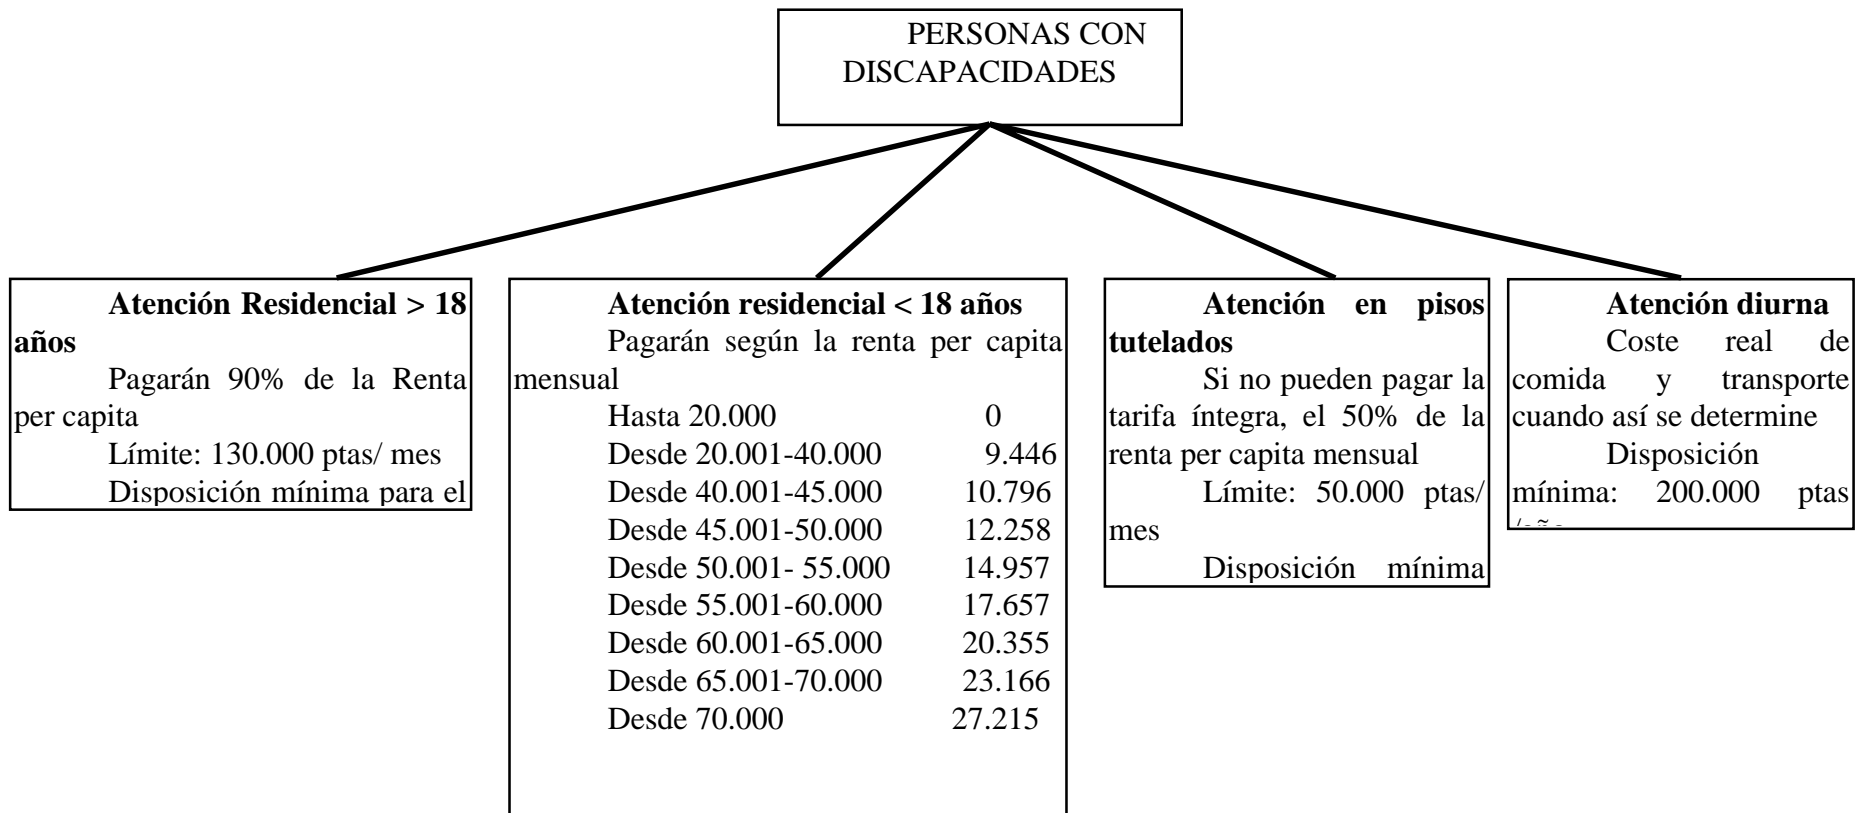 PERSONAS CON
DISCAPACIDADES
Atención Residencial > 18
años
Pagarán 90% de la Renta
per capita
Límite: 130.000 ptas/ mes
Disposición mínima para el
Atención residencial < 18 años
Pagarán según la renta per capita
mensual
Hasta 20.000 0
Desde 20.001-40.000 9.446
Desde 40.001-45.000 10.796
Desde 45.001-50.000 12.258
Desde 50.001- 55.000 14.957
Desde 55.001-60.000 17.657
Desde 60.001-65.000 20.355
Desde 65.001-70.000 23.166
Desde 70.000 27.215
Atención en pisos
tutelados
Si no pueden pagar la
tarifa íntegra, el 50% de la
renta per capita mensual
Límite: 50.000 ptas/
mes
Disposición mínima
Atención diurna
Coste real de
comida y transporte
cuando así se determine
Disposición
mínima: 200.000 ptas